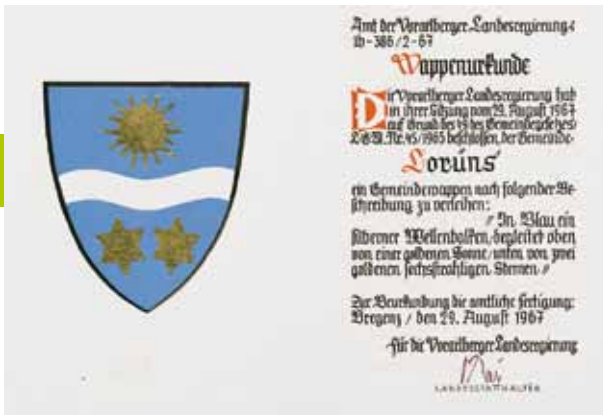 Amt der Vorarlberger Landesregierung
Ib-386/2-67
Wappenurkunde
Die Vorarlberger Landesregierung hat
in ihrer Sitzung vom 29. August 1967
auf Grund des § 9 des Gemeindegesetzes
L.G.Bl. Nr. 45/1965 beschlossen, der Gemeinde
Lorüns
ein Gemeindewappen nach folgender Be-
schreibung zu verleihen:
// In Blau ein
silberner Wellenbalken, begleitet oben
von einer goldenen Sonne, unten von zwei
goldenen sechsstrahligen Sternen //
Zur Beurkundung die amtliche Fertigung:
Bregenz / den 29. August 1967
Für die Vorarlberger Landesregierung
LANDESSTATTHALTER